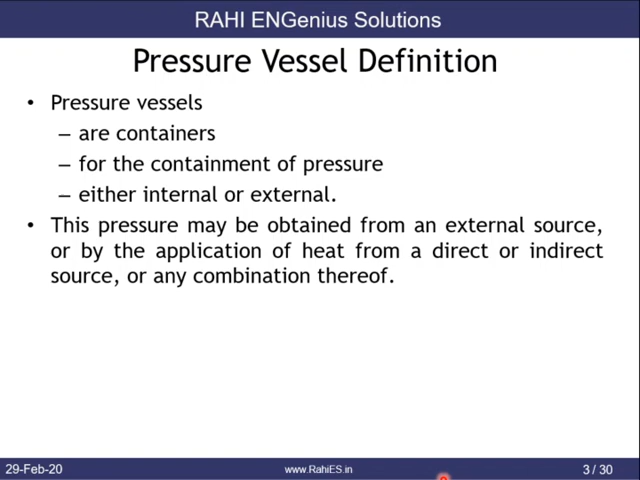 RAHI ENGenius Solutions
Pressure Vessel Definition
• Pressure vessels
– are containers
– for the containment of pressure
– either internal or external.
• This pressure may be obtained from an external source,
or by the application of heat from a direct or indirect
source, or any combination thereof.
29-Feb-20
www.RahiES.in
3 / 30